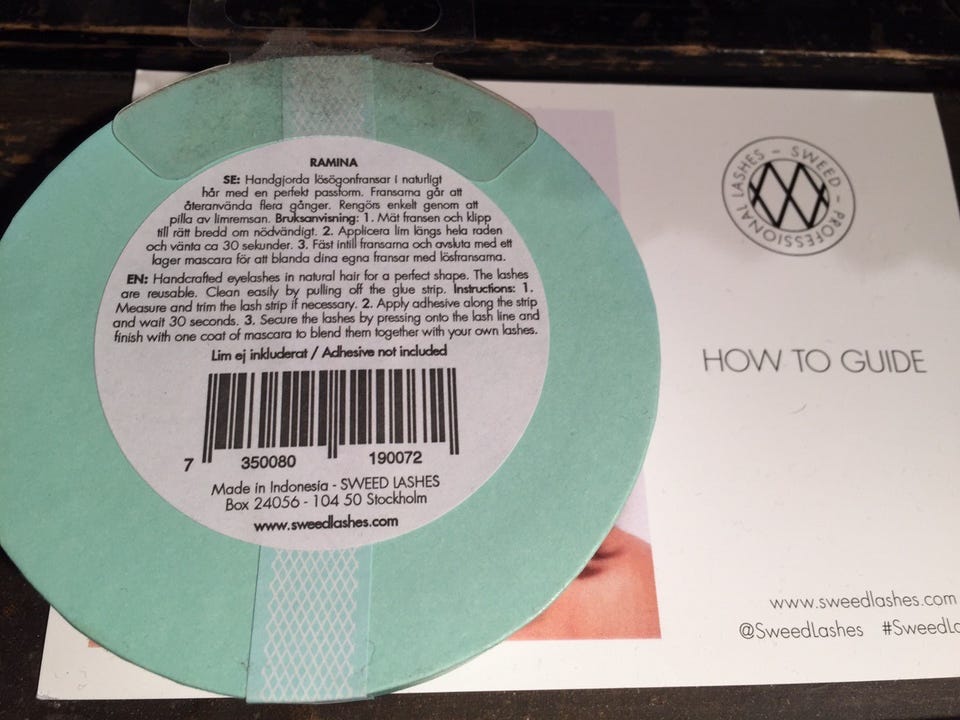 RAMINA
SE: Handgjorda lösögonfransar i naturligt
hår med en perfekt passform. Fransarna går att
återanvända flera gånger. Rengörs enkelt genom att
pilla av limremsan. Bruksanvisning: 1. Mät fransen och klipp
till rätt bredd om nödvändigt. 2. Applicera lim längs hela raden
och vänta ca 30 sekunder. 3. Fäst intill fransarna och avsluta med ett
lager mascara för att blanda dina egna fransar med lösfransarna.
EN: Handcrafted eyelashes in natural hair for a perfect shape. The lashes
are reusable. Clean easily by pulling off the glue strip. Instructions: 1.
Measure and trim the lash strip if necessary. 2. Apply adhesive along the strip
and wait 30 seconds. 3. Secure the lashes by pressing onto the lash line and
finish with one coat of mascara to blend them together with your own lashes.
Lim ej inkluderat / Adhesive not included
7 350080 190072
Made in Indonesia - SWEED LASHES
Box 24056 - 104 50 Stockholm
www.sweedlashes.com
SWEED - PROFESSIONAL LASHES -
HOW TO GUIDE
www.sweedlashes.com
@SweedLashes #SweedLa